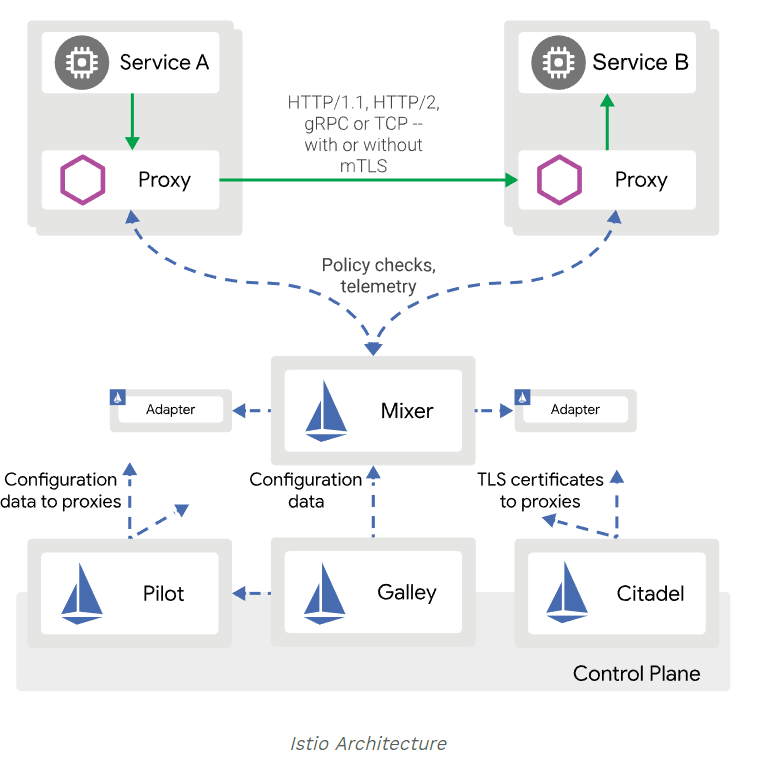 Service A
Service B
HTTP/1.1, HTTP/2,
gRPC or TCP --
with or without
mTLS
Proxy
Proxy
Policy checks,
telemetry
Mixer
Adapter
Adapter
Configuration
data to proxies
Configuration
data
TLS certificates
to proxies
Pilot
Galley
Citadel
Control Plane
Istio Architecture